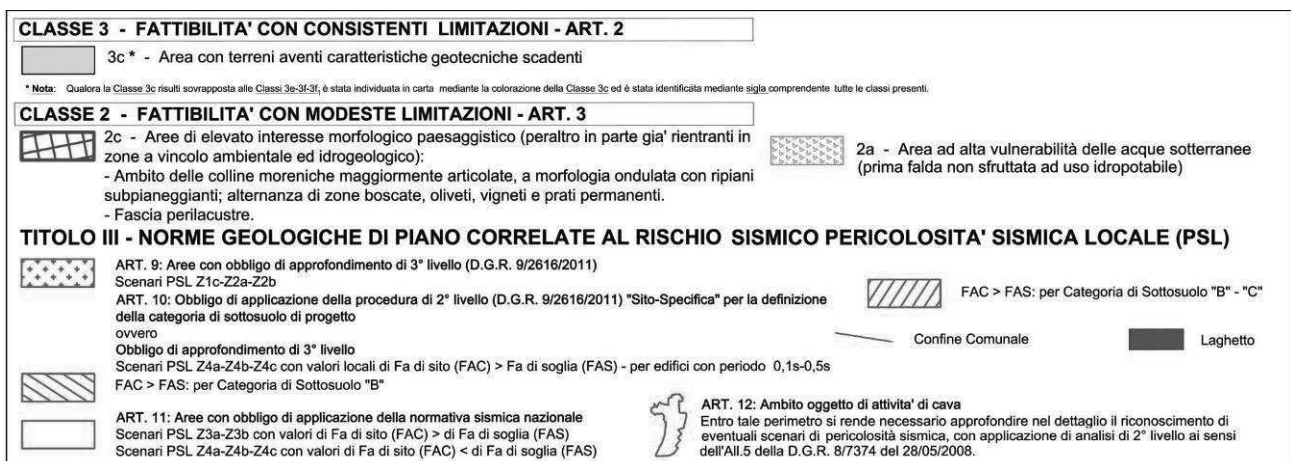 CLASSE 3 - FATTIBILITA' CON CONSISTENTI LIMITAZIONI - ART. 2
3c * - Area con terreni aventi caratteristiche geotecniche scadenti
* Nota: Qualora la Classe 3c risulti sovrapposta alle Classi 3e-3f-3f, è stata individuata in carta mediante la colorazione della Classe 3c ed è stata identificata mediante sigla comprendente tutte le classi presenti.
CLASSE 2 - FATTIBILITA' CON MODESTE LIMITAZIONI - ART. 3
2c - Aree di elevato interesse morfologico paesaggistico (peraltro in parte gia' rientranti in
zone a vincolo ambientale ed idrogeologico):
- Ambito delle colline moreniche maggiormente articolate, a morfologia ondulata con ripiani
subpianeggianti; alternanza di zone boscate, oliveti, vigneti e prati permanenti.
- Fascia perilacustre.
2a - Area ad alta vulnerabilità delle acque sotterranee
(prima falda non sfruttata ad uso idropotabile)
TITOLO III - NORME GEOLOGICHE DI PIANO CORRELATE AL RISCHIO SISMICO PERICOLOSITA' SISMICA LOCALE (PSL)
ART. 9: Aree con obbligo di approfondimento di 3° livello (D.G.R. 9/2616/2011)
Scenari PSL Z1c-Z2a-Z2b
ART. 10: Obbligo di applicazione della procedura di 2° livello (D.G.R. 9/2616/2011) "Sito-Specifica" per la definizione
della categoria di sottosuolo di progetto
ovvero
Obbligo di approfondimento di 3° livello
Scenari PSL Z4a-Z4b-Z4c con valori locali di Fa di sito (FAC) > Fa di soglia (FAS) - per edifici con periodo 0,1s-0,5s
FAC > FAS: per Categoria di Sottosuolo "B"
FAC > FAS: per Categoria di Sottosuolo "B" - "C"
Confine Comunale
Laghetto
ART. 11: Aree con obbligo di applicazione della normativa sismica nazionale
Scenari PSL Z3a-Z3b con valori di Fa di sito (FAC) > di Fa di soglia (FAS)
Scenari PSL Z4a-Z4b-Z4c con valori di Fa di sito (FAC) < di Fa di soglia (FAS)
ART. 12: Ambito oggetto di attivita' di cava
Entro tale perimetro si rende necessario approfondire nel dettaglio il riconoscimento di
eventuali scenari di pericolosità sismica, con applicazione di analisi di 2° livello ai sensi
dell'All.5 della D.G.R. 8/7374 del 28/05/2008.